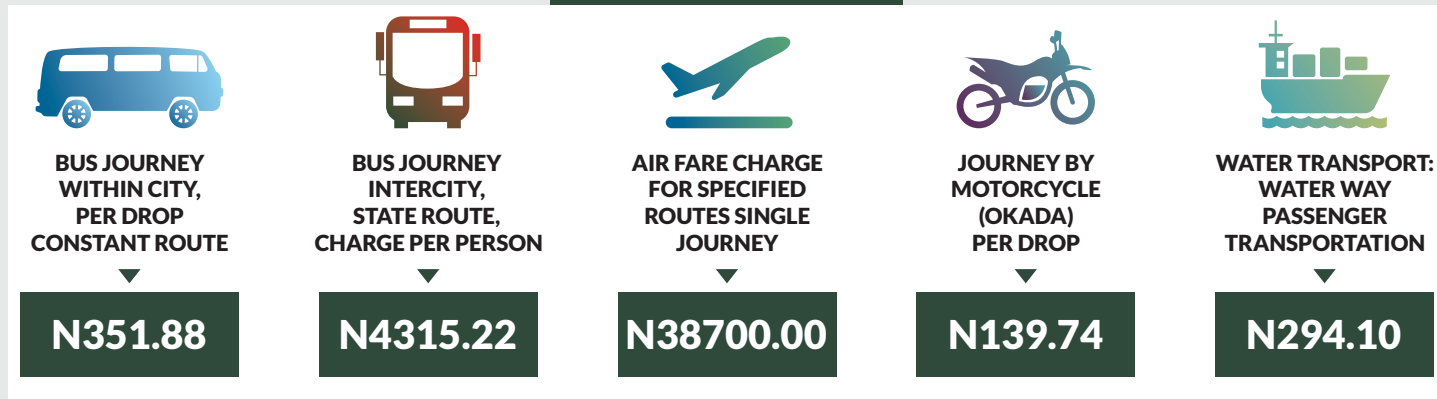 BUS JOURNEY
WITHIN CITY,
PER DROP
CONSTANT ROUTE
N351.88
BUS JOURNEY
INTERCITY,
STATE ROUTE,
CHARGE PER PERSON
N4315.22
AIR FARE CHARGE
FOR SPECIFIED
ROUTES SINGLE
JOURNEY
N38700.00
JOURNEY BY
MOTORCYCLE
(OKADA)
PER DROP
N139.74
WATER TRANSPORT:
WATER WAY
PASSENGER
TRANSPORTATION
N294.10